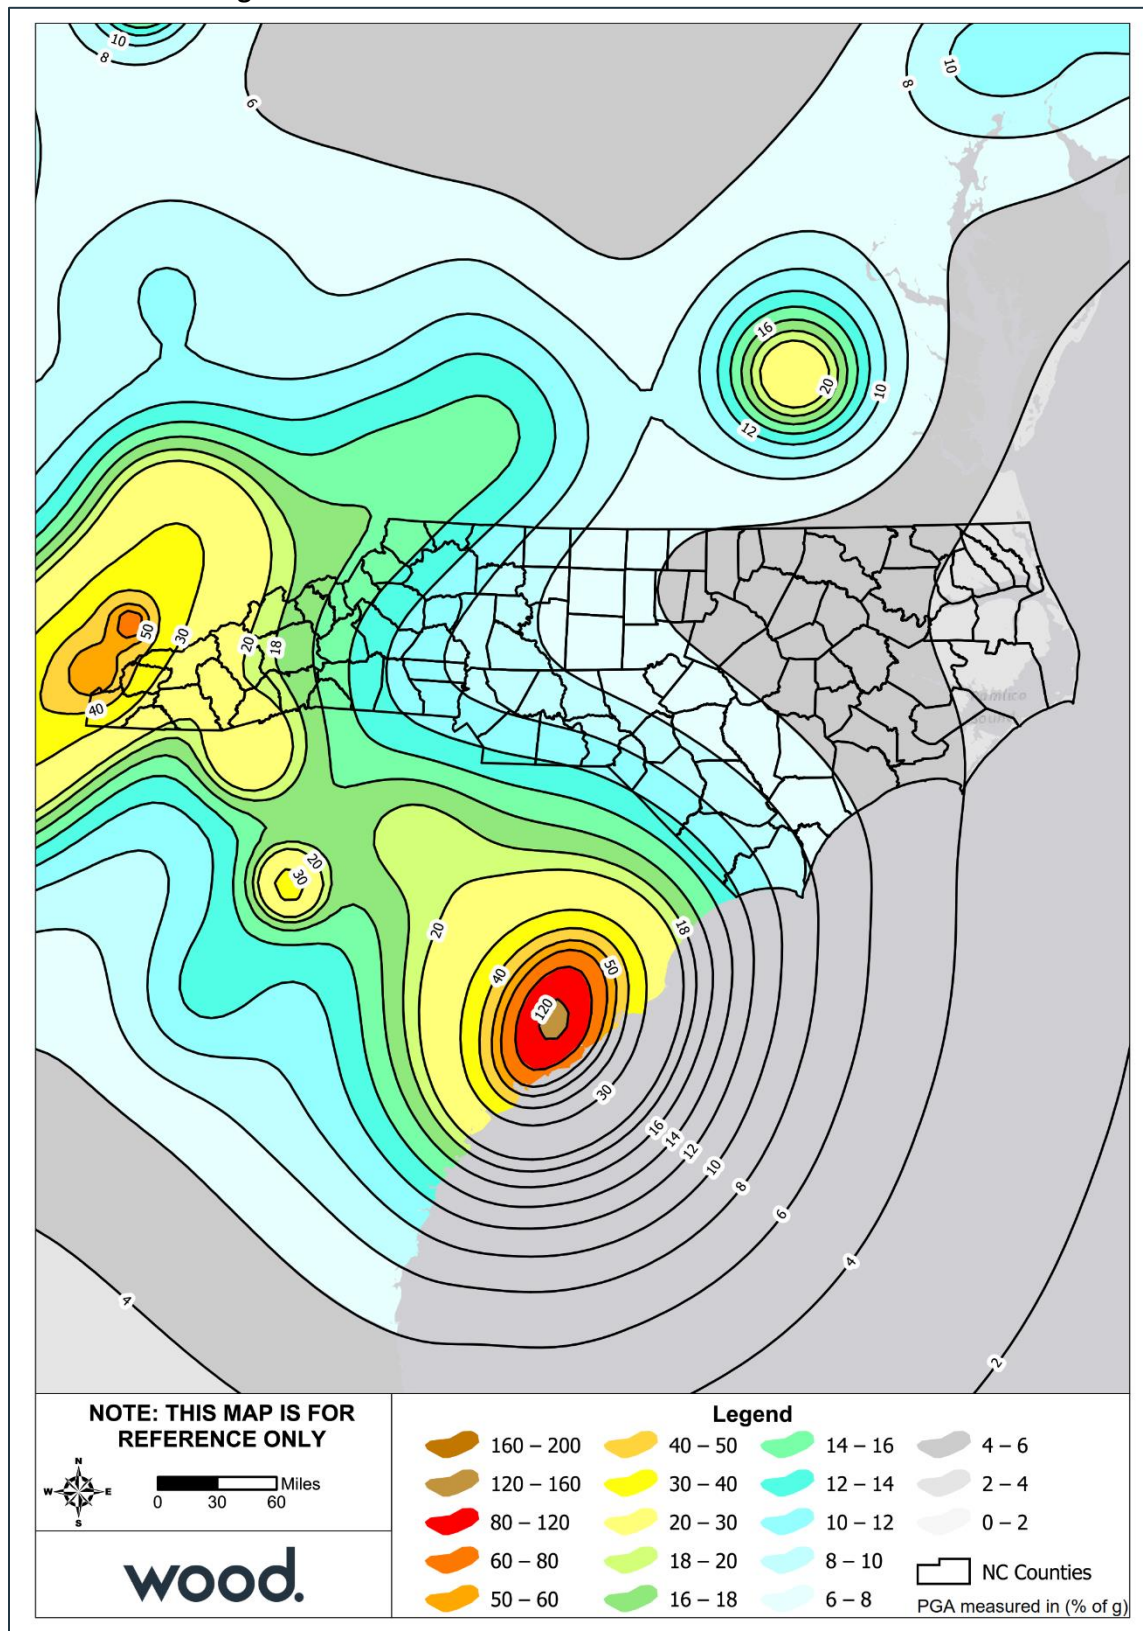 10
8
6
8
10
16
20
10
12
50
30
20
18
40
Pamlico
Sound
20
30
20
18
40
50
120
30
16
14
12
10
8
6
4
4
2
NOTE: THIS MAP IS FOR
REFERENCE ONLY
N
W E
S
Miles
0 30 60
wood.
Legend
160 – 200 40 – 50 14 – 16 4 – 6
120 – 160 30 – 40 12 – 14 2 – 4
80 – 120 20 – 30 10 – 12 0 – 2
60 – 80 18 – 20 8 – 10 NC Counties
50 – 60 16 – 18 6 – 8 PGA measured in (% of g)